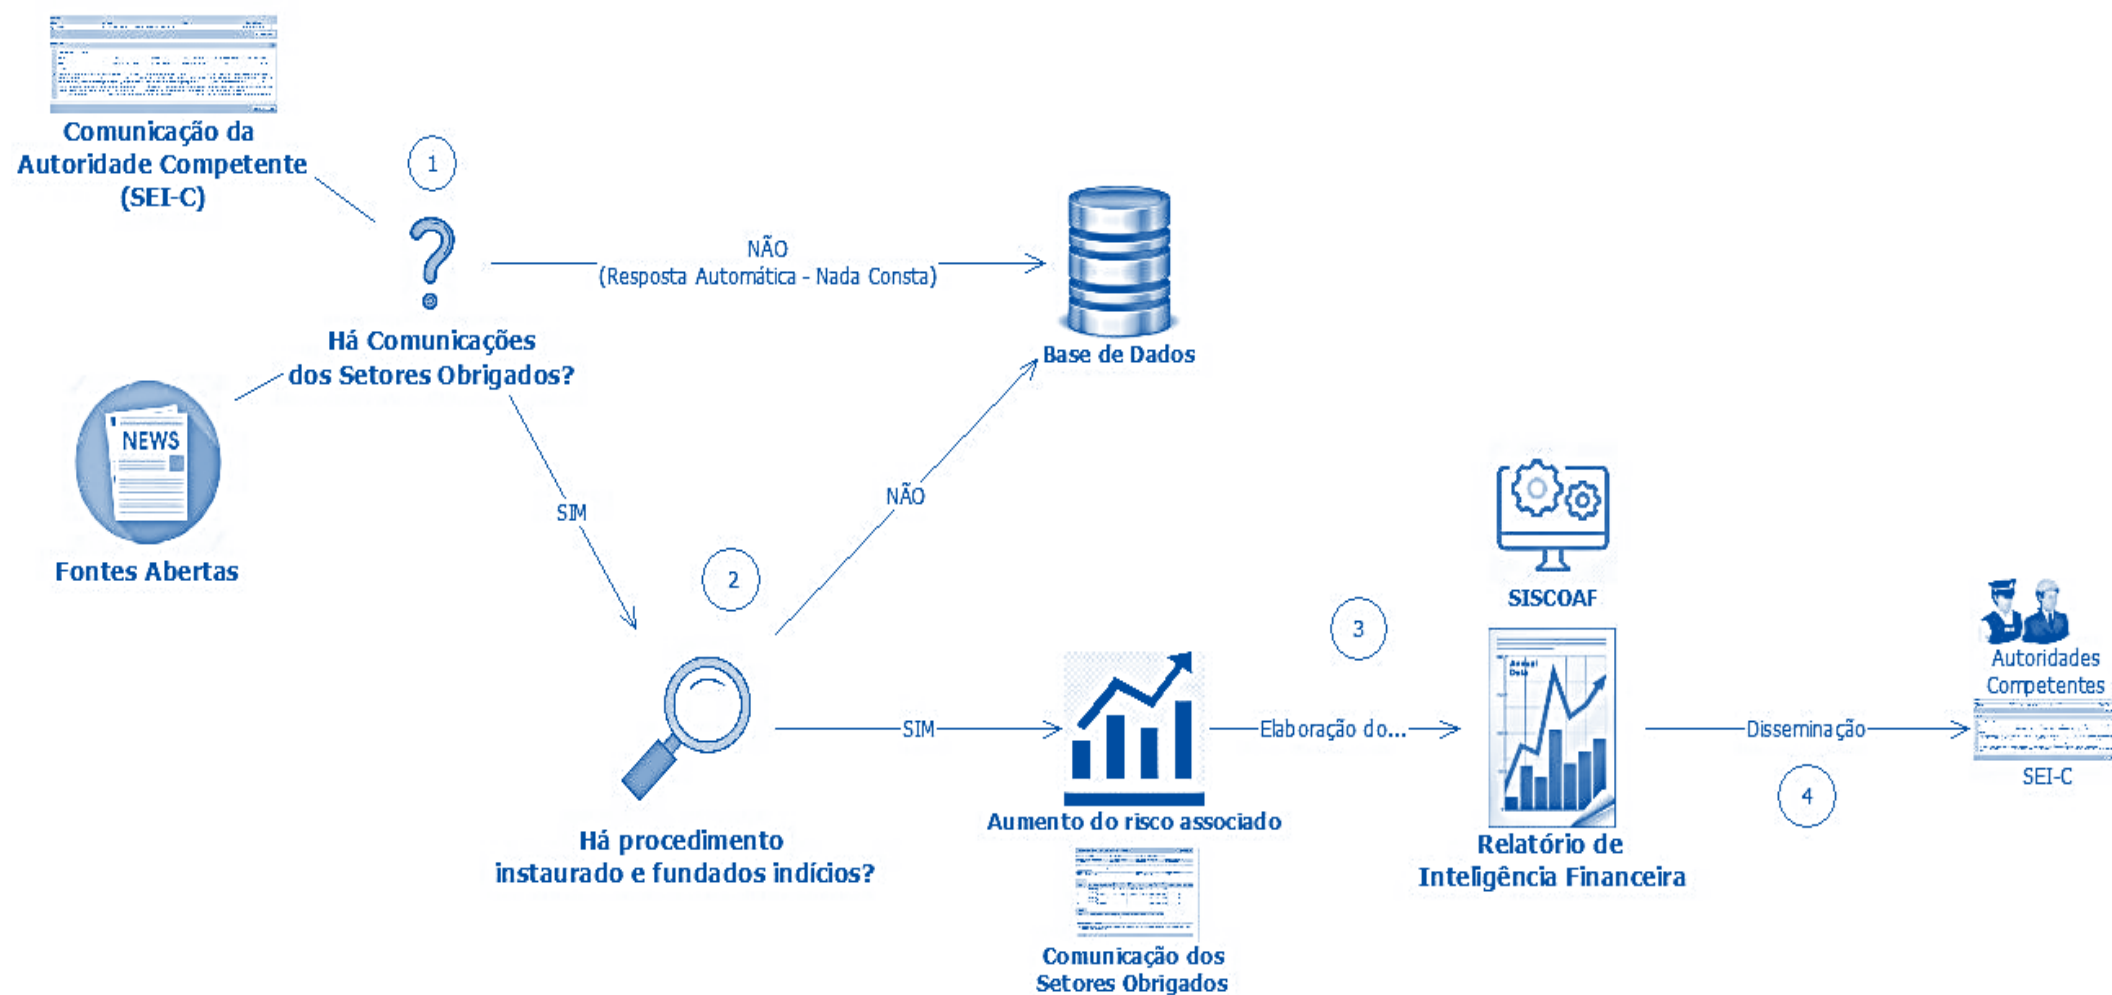 Comunicação da
Autoridade Competente
(SEI-C)
1
NÃO
(Resposta Automática - Nada Consta)
Há Comunicações
dos Setores Obrigados?
Base de Dados
NEWS
Fontes Abertas
SIM
NÃO
2
SISCOAF
3
Autoridades
Competentes
Annual
Data
SIM
Elaboração do...
Disseminação
SEI-C
4
Há procedimento
instaurado e fundados indícios?
Aumento do risco associado
Relatório de
Inteligência Financeira
Comunicação dos
Setores Obrigados